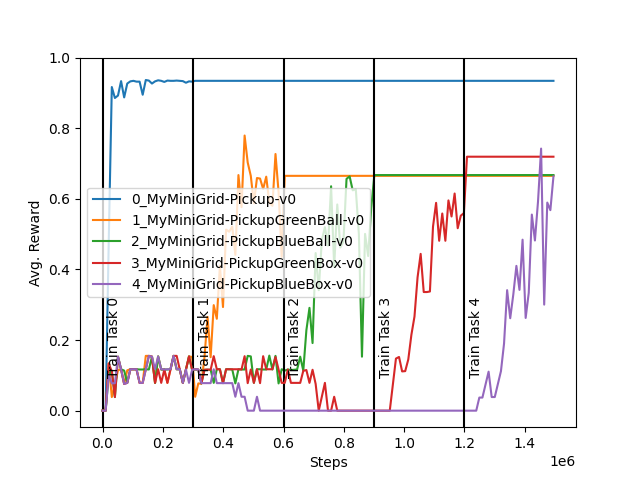 1.0
0.8
0.6
0.4
0.2
0.0
Avg. Reward
0_MyMiniGrid-Pickup-v0
1_MyMiniGrid-PickupGreenBall-v0
2_MyMiniGrid-PickupBlueBall-v0
3_MyMiniGrid-PickupGreenBox-v0
4_MyMiniGrid-PickupBlueBox-v0
Train Task 0
Train Task 1
Train Task 2
Train Task 3
Train Task 4
0.0 0.2 0.4 0.6 0.8 1.0 1.2 1.4
1e6
Steps